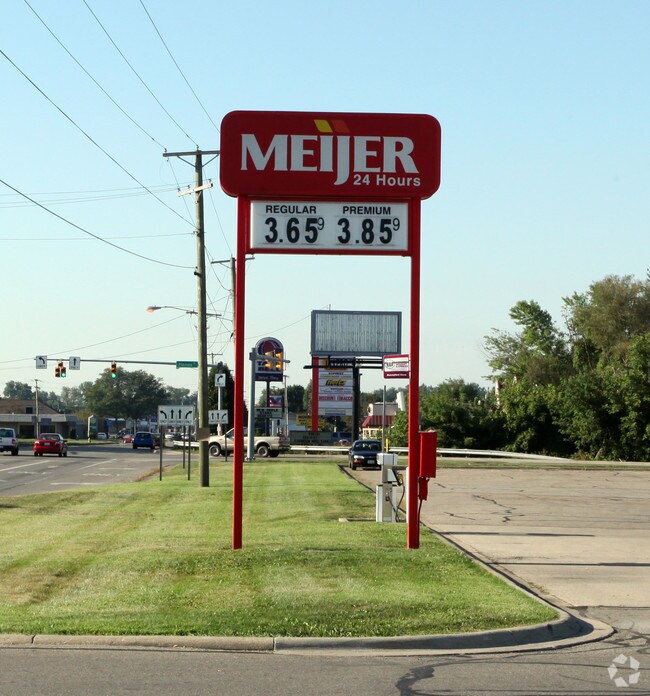 MEIJER
24 Hours
REGULAR PREMIUM
3.659 3.859